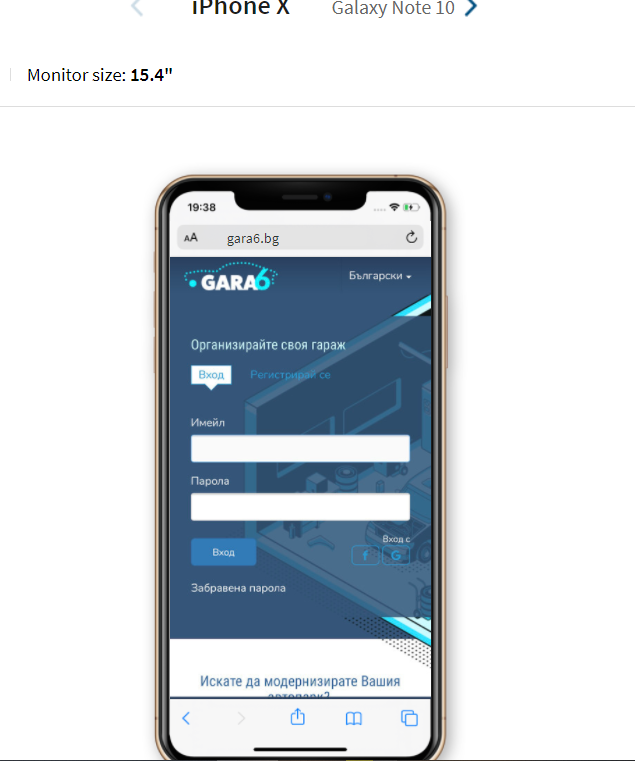 iPhone X
Galaxy Note 10
Monitor size: 15.4"
19:38
AA
gara6.bg
GARA6
Български
Организирайте своя гараж
Вход
Регистрирай се
Имейл
Парола
Вход
Вход с
f
G
Забравена парола
Искате да модернизирате Вашия
автопарк?